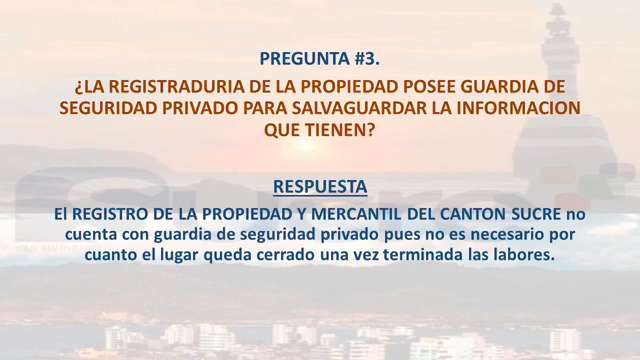 PREGUNTA #3.
¿LA REGISTRADURIA DE LA PROPIEDAD POSEE GUARDIA DE
SEGURIDAD PRIVADO PARA SALVAGUARDAR LA INFORMACION
QUE TIENEN?
RESPUESTA
El REGISTRO DE LA PROPIEDAD Y MERCANTIL DEL CANTON SUCRE no
cuenta con guardia de seguridad privado pues no es necesario por
cuanto el lugar queda cerrado una vez terminada las labores.
Sucre